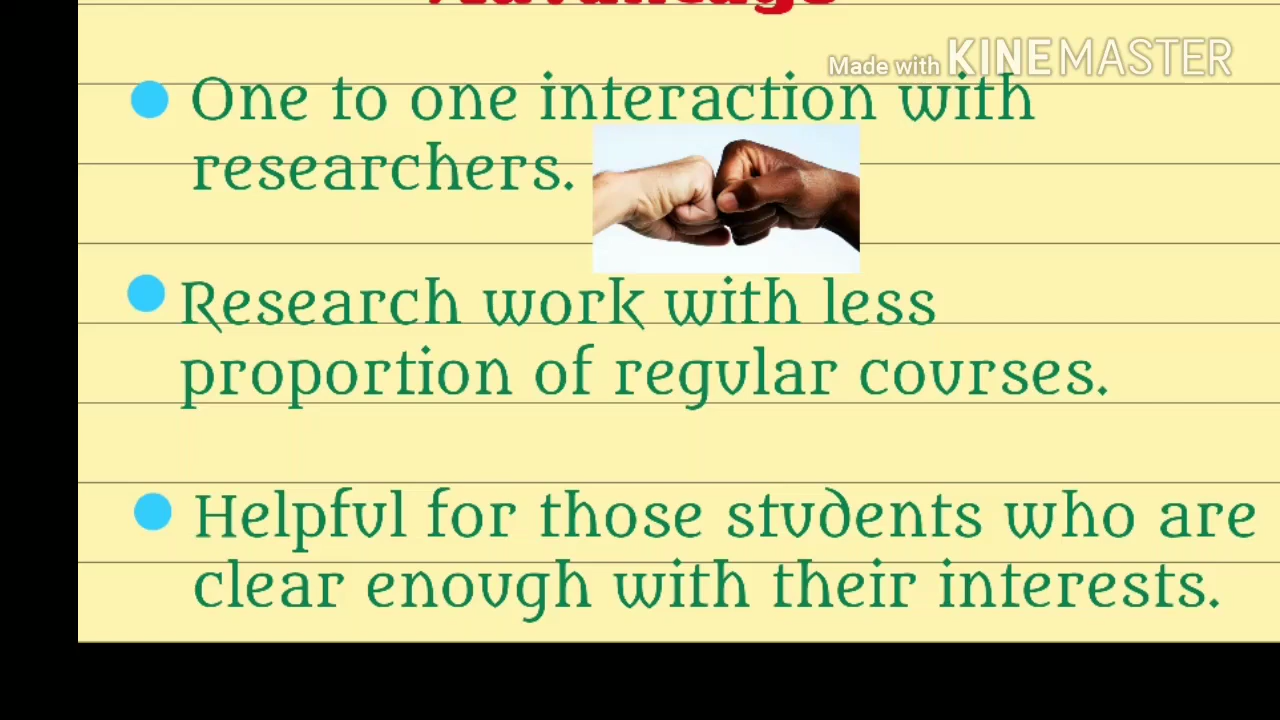 Advantage
Made with KINEMASTER
One to one interaction with
researchers.
Research work with less
proportion of regular courses.
Helpful for those students who are
clear enough with their interests.